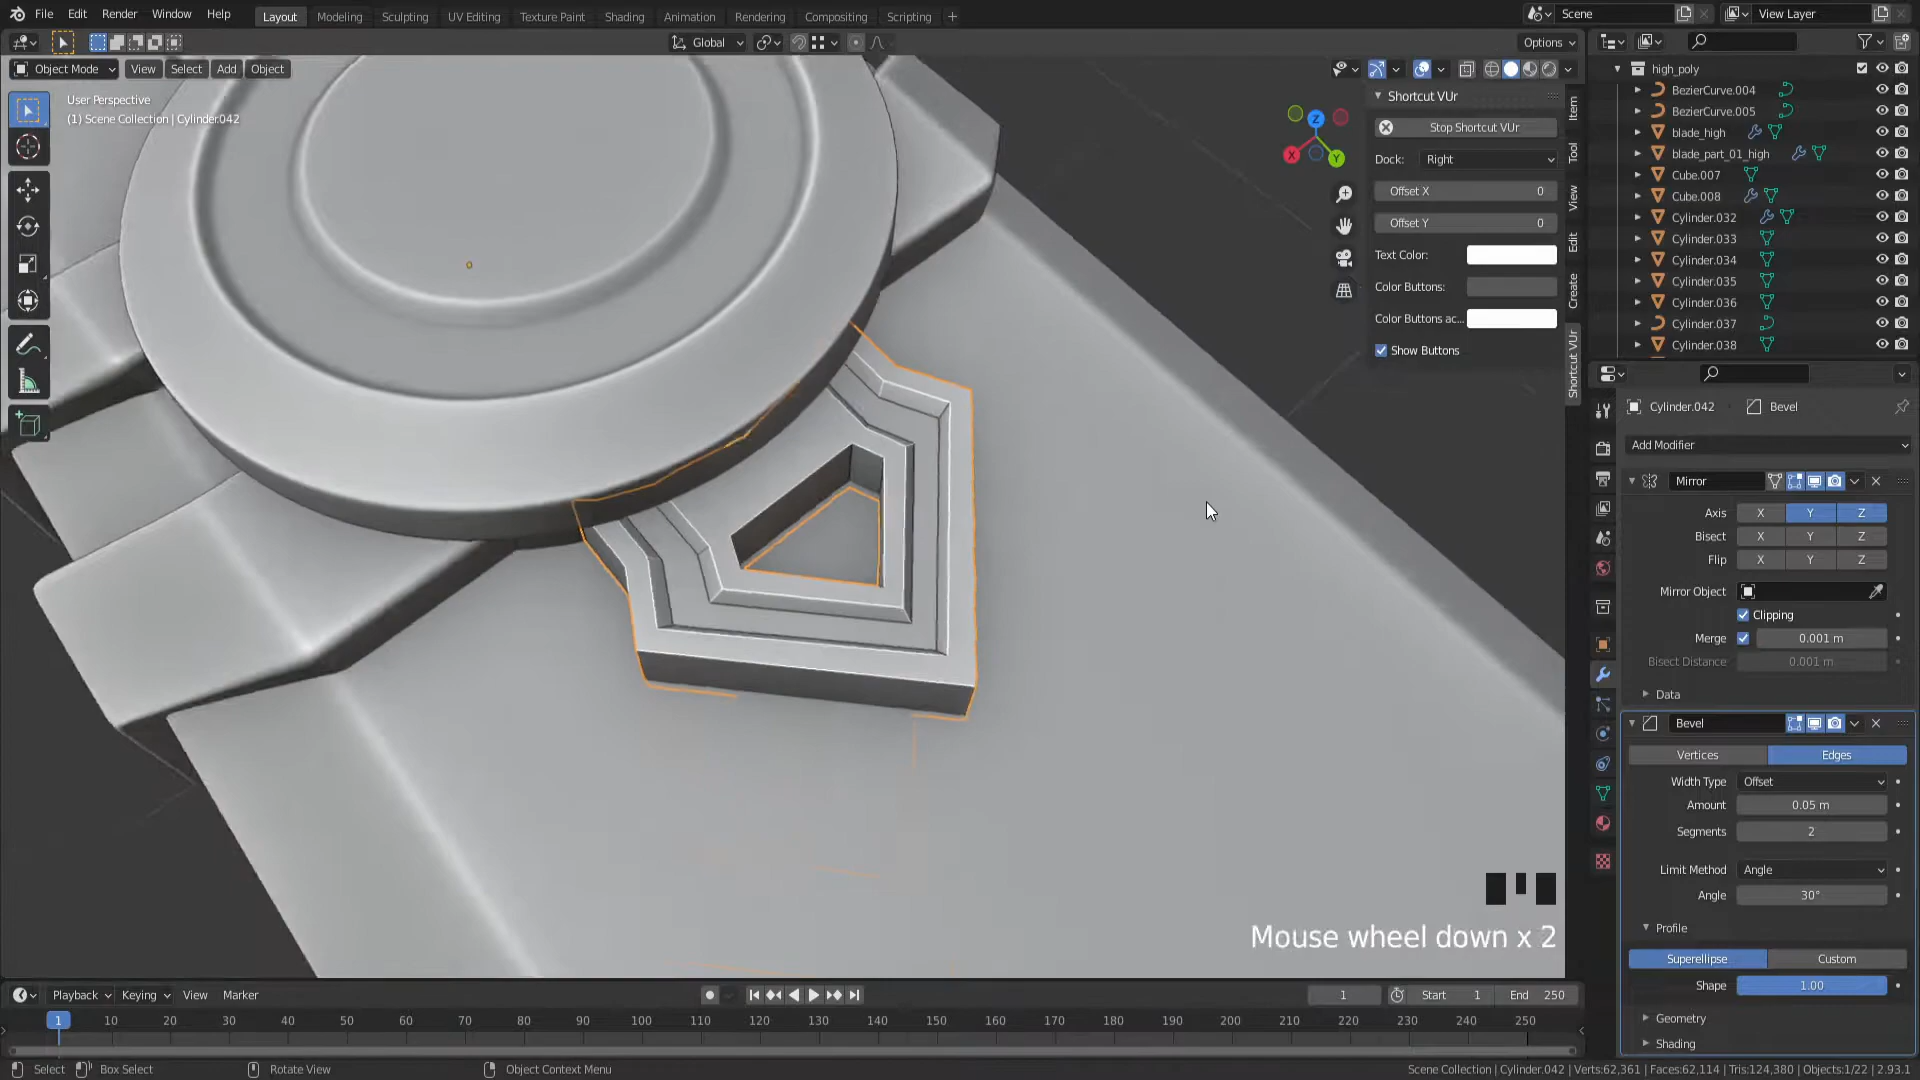 File Edit Render Window Help
Layout Modeling Sculpting UV Editing Texture Paint Shading Animation Rendering Compositing Scripting +
Scene
View Layer
Global
Options
Object Mode View Select Add Object
User Perspective
(1) Scene Collection | Cylinder.042
X
Y
Z
Shortcut VUr
Stop Shortcut VUr
Dock: Right
Offset X 0
Offset Y 0
Text Color:
Color Buttons:
Color Buttons ac...
Show Buttons
Item
Tool
View
Edit
Create
Shortcut VUr
high_poly
BezierCurve.004
BezierCurve.005
blade_high
blade_part_01_high
Cube.007
Cube.008
Cylinder.032
Cylinder.033
Cylinder.034
Cylinder.035
Cylinder.036
Cylinder.037
Cylinder.038
Cylinder.042 Bevel
Add Modifier
Mirror
Axis X Y Z
Bisect X Y Z
Flip X Y Z
Mirror Object
Clipping
Merge 0.001 m
Bisect Distance 0.001 m
Data
Bevel
Vertices Edges
Width Type Offset
Amount 0.05 m
Segments 2
Limit Method Angle
Angle 30°
Profile
Superellipse Custom
Shape 1.00
Geometry
Shading
Mouse wheel down x 2
Playback Keying View Marker
1 Start 1 End 250
1 10 20 30 40 50 60 70 80 90 100 110 120 130 140 150 160 170 180 190 200 210 220 230 240 250
Select Box Select Rotate View Object Context Menu
Scene Collection | Cylinder.042 | Verts:62,361 | Faces:62,114 | Tris:124,380 | Objects:1/22 | 2.93.1